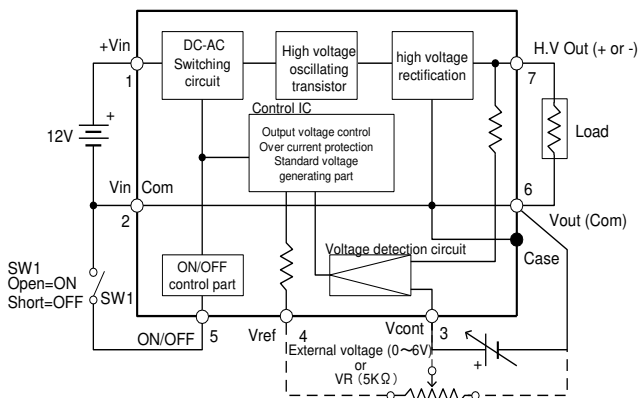 +Vin
1
DC-AC
Switching
circuit
High voltage
oscillating
transistor
high voltage
rectification
H.V Out (+ or -)
7
Control IC
Output voltage control
Over current protection
Standard voltage
generating part
+
12V
Load
Vin
Com
2
6
Vout (Com)
Case
Voltage detection circuit
SW1
Open=ON
Short=OFF
SW1
ON/OFF
control part
ON/OFF
5
Vref
4
Vcont
3
External voltage (0～6V)
or
VR (5KΩ)
+